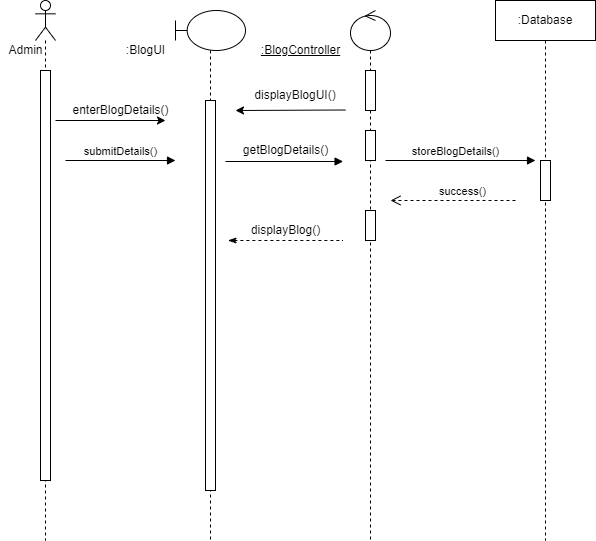 :Database
Admin
:BlogUI
:BlogController
displayBlogUI()
enterBlogDetails()
submitDetails()
getBlogDetails()
storeBlogDetails()
success()
displayBlog()